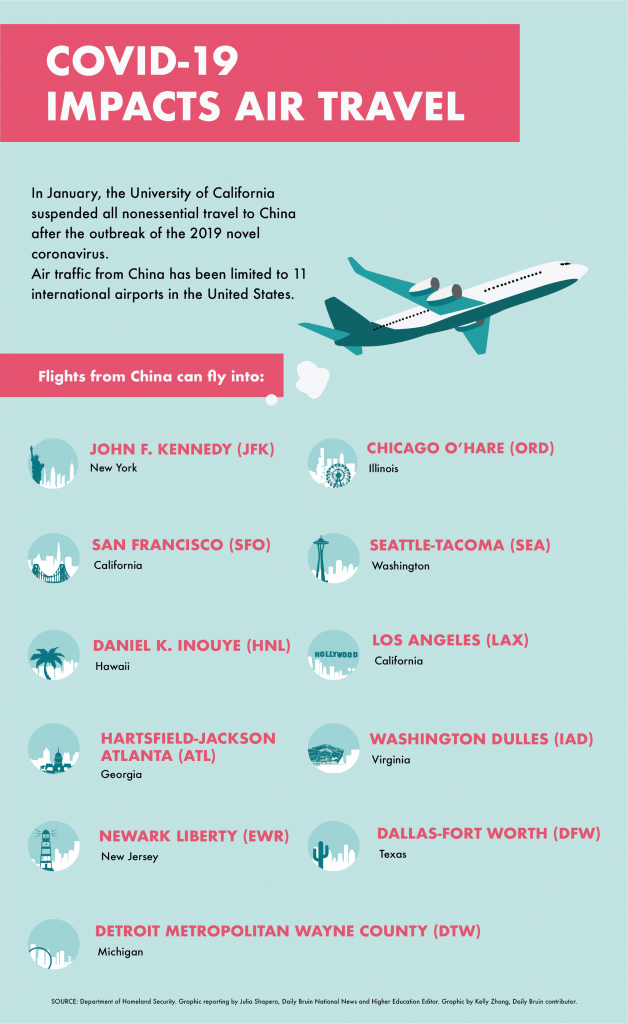 COVID-19
IMPACTS AIR TRAVEL
In January, the University of California
suspended all nonessential travel to China
after the outbreak of the 2019 novel
coronavirus.
Air traffic from China has been limited to 11
international airports in the United States.
Flights from China can fly into:
JOHN F. KENNEDY (JFK)
New York
CHICAGO O'HARE (ORD)
Illinois
SAN FRANCISCO (SFO)
California
SEATTLE-TACOMA (SEA)
Washington
DANIEL K. INOUYE (HNL)
Hawaii
HOLLYWOOD
LOS ANGELES (LAX)
California
HARTSFIELD-JACKSON
ATLANTA (ATL)
Georgia
WASHINGTON DULLES (IAD)
Virginia
NEWARK LIBERTY (EWR)
New Jersey
DALLAS-FORT WORTH (DFW)
Texas
DETROIT METROPOLITAN WAYNE COUNTY (DTW)
Michigan
SOURCE: Department of Homeland Security. Graphic reporting by Julia Shapero, Daily Bruin National News and Higher Education Editor. Graphic by Kelly Zhong, Daily Bruin contributor.